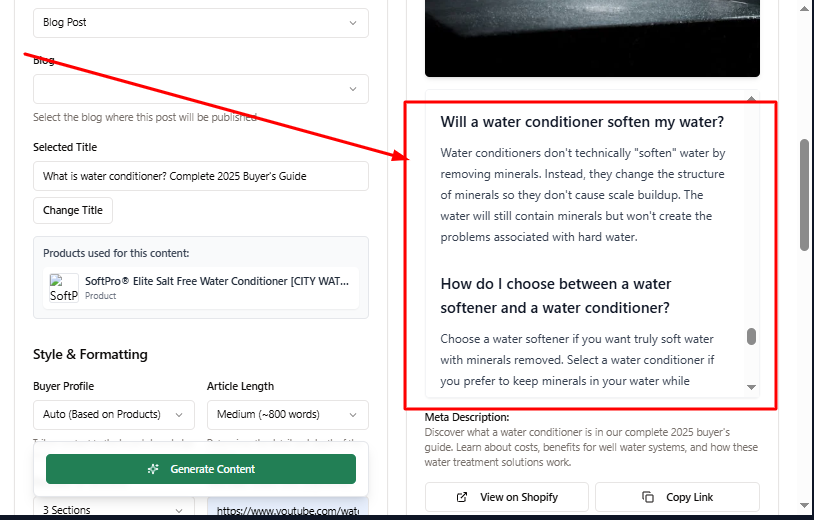 Blog Post
Blog
Select the blog where this post will be published
Selected Title
What is water conditioner? Complete 2025 Buyer's Guide
Change Title
Products used for this content:
SoftP
SoftPro® Elite Salt Free Water Conditioner [CITY WAT...
Product
Style & Formatting
Buyer Profile
Article Length
Auto (Based on Products)
Medium (~800 words)
Generate Content
3 Sections
https://www.youtube.com/wat
Will a water conditioner soften my water?
Water conditioners don't technically "soften" water by
removing minerals. Instead, they change the structure
of minerals so they don't cause scale buildup. The
water will still contain minerals but won't create the
problems associated with hard water.
How do I choose between a water
softener and a water conditioner?
Choose a water softener if you want truly soft water
with minerals removed. Select a water conditioner if
you prefer to keep minerals in your water while
Meta Description:
Discover what a water conditioner is in our complete 2025 buyer's
guide. Learn about costs, benefits for well water systems, and how these
water treatment solutions work.
View on Shopify
Copy Link